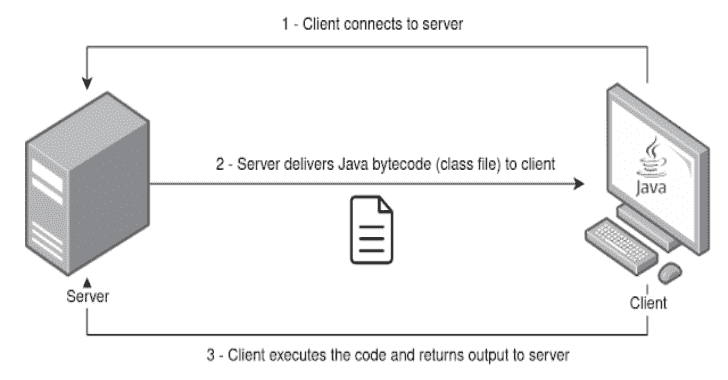 1 - Client connects to server
2 - Server delivers Java bytecode (class file) to client
Java
Server
Client
3 - Client executes the code and returns output to server